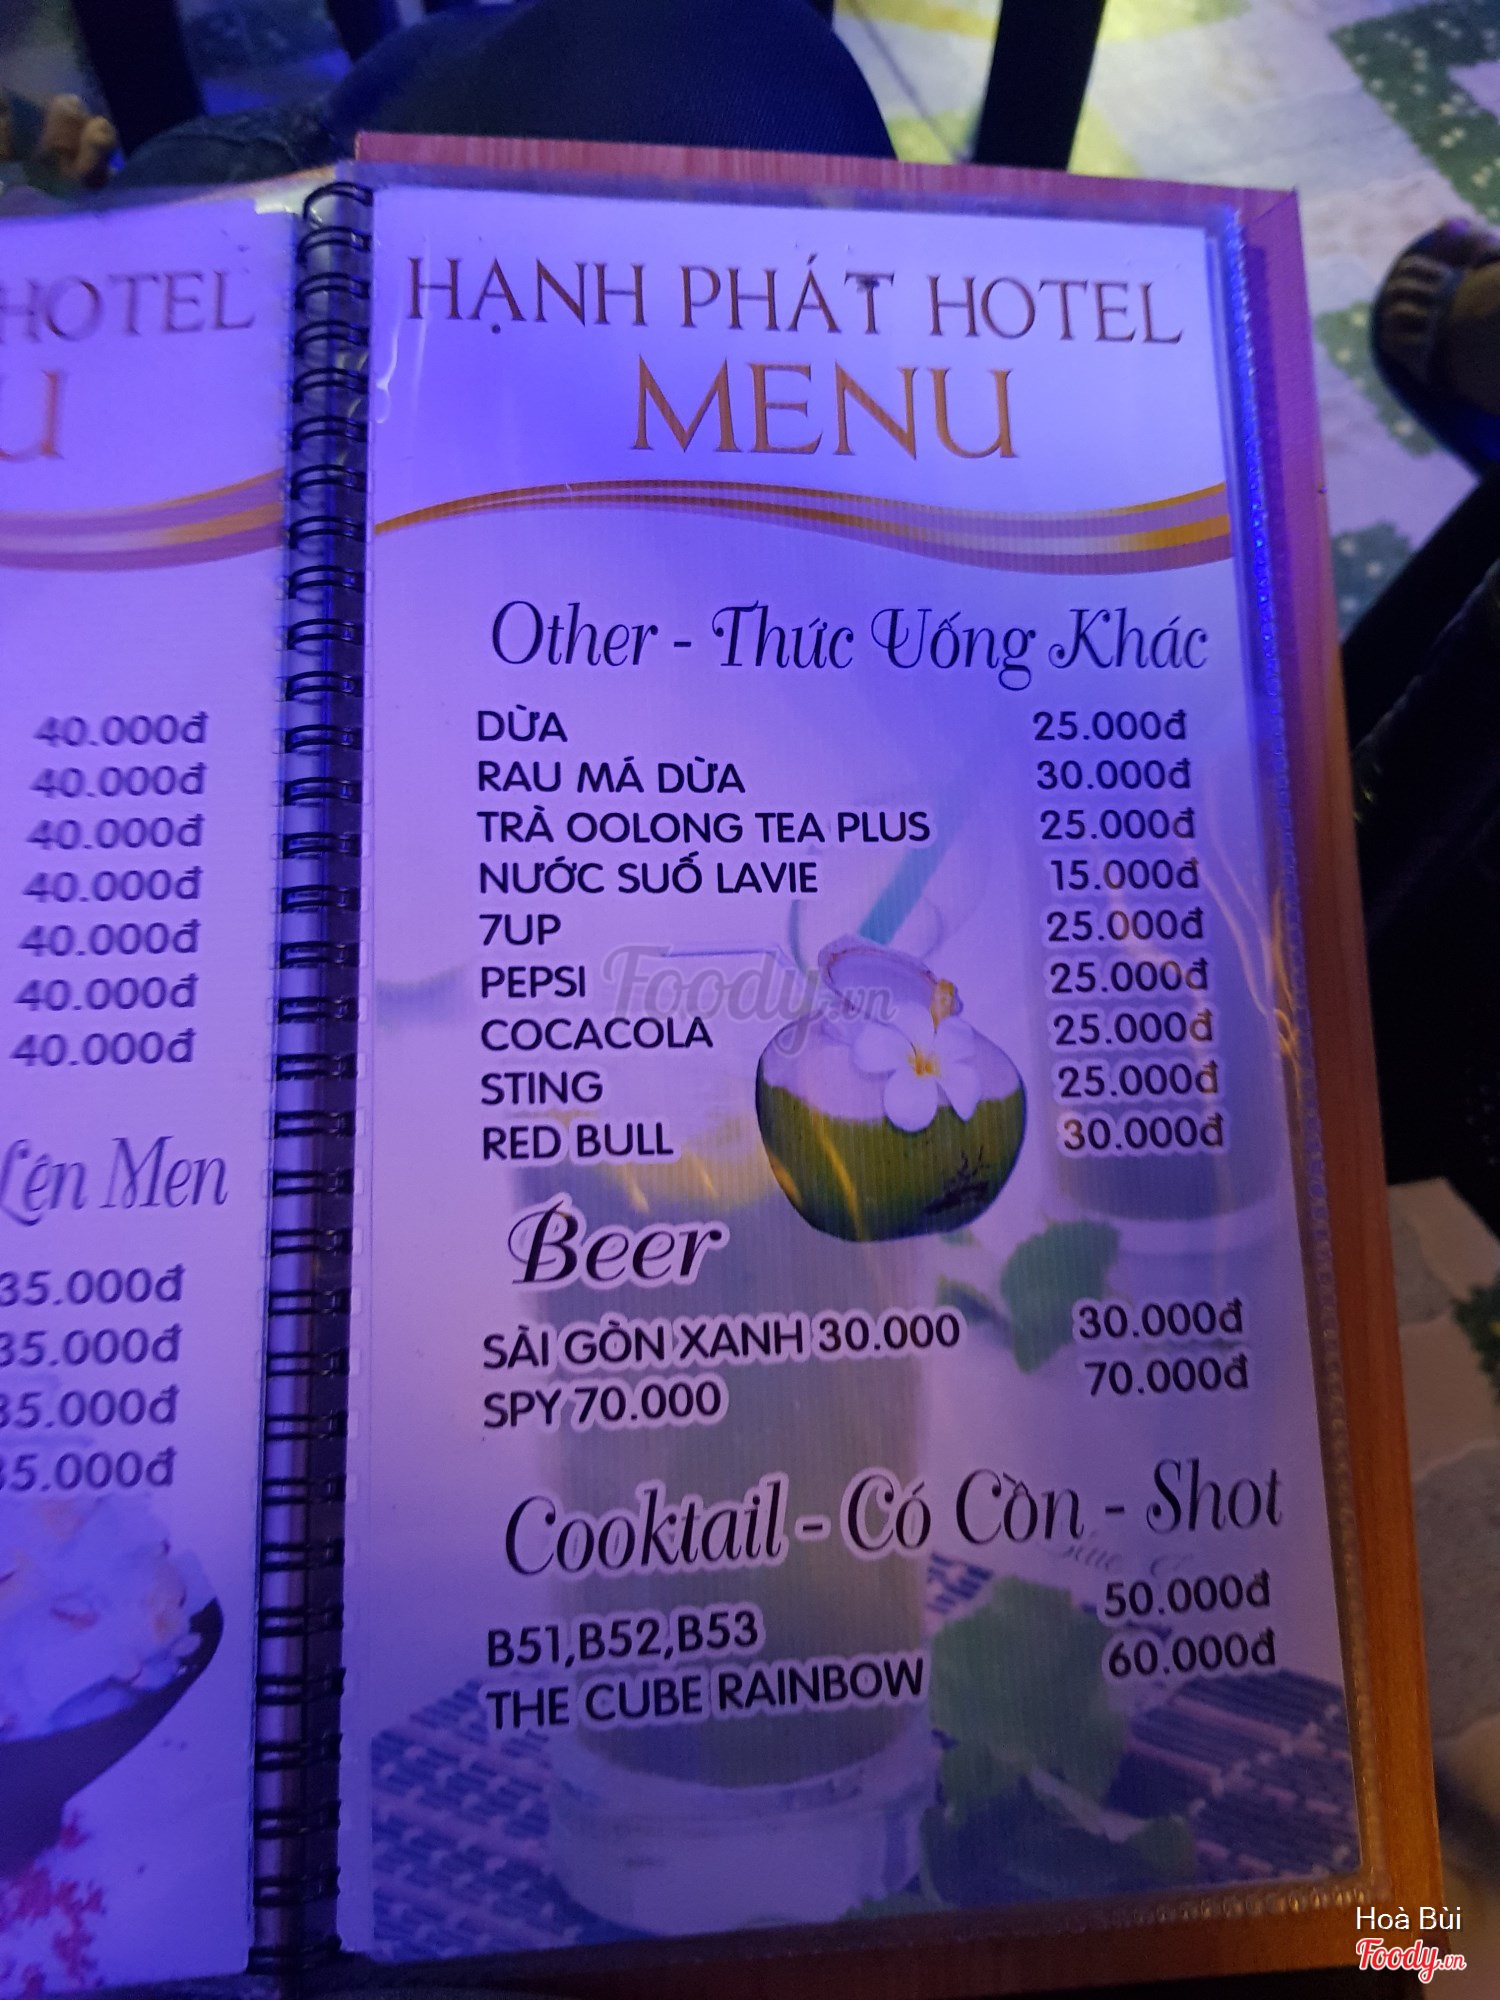 HOTEL
U
40.000đ
40.000đ
40.000đ
40.000đ
40.000đ
40.000đ
40.000đ
Lên Men
35.000đ
35.000đ
35.000đ
35.000đ
HẠNH PHÁT HOTEL
MENU
Other - Thức Uống Khác
DỪA 25.000đ
RAU MÁ DỪA 30.000đ
TRÀ OOLONG TEA PLUS 25.000đ
NƯỚC SUỐ LAVIE 15.000đ
7UP 25.000đ
PEPSI 25.000đ
COCACOLA 25.000đ
STING 25.000đ
RED BULL 30.000đ
Foody.vn
Beer
SÀI GÒN XANH 30.000 30.000đ
SPY 70.000 70.000đ
Cooktail - Có Cồn - Shot
B51,B52,B53 50.000đ
THE CUBE RAINBOW 60.000đ
Hoà Bùi
Foody.vn